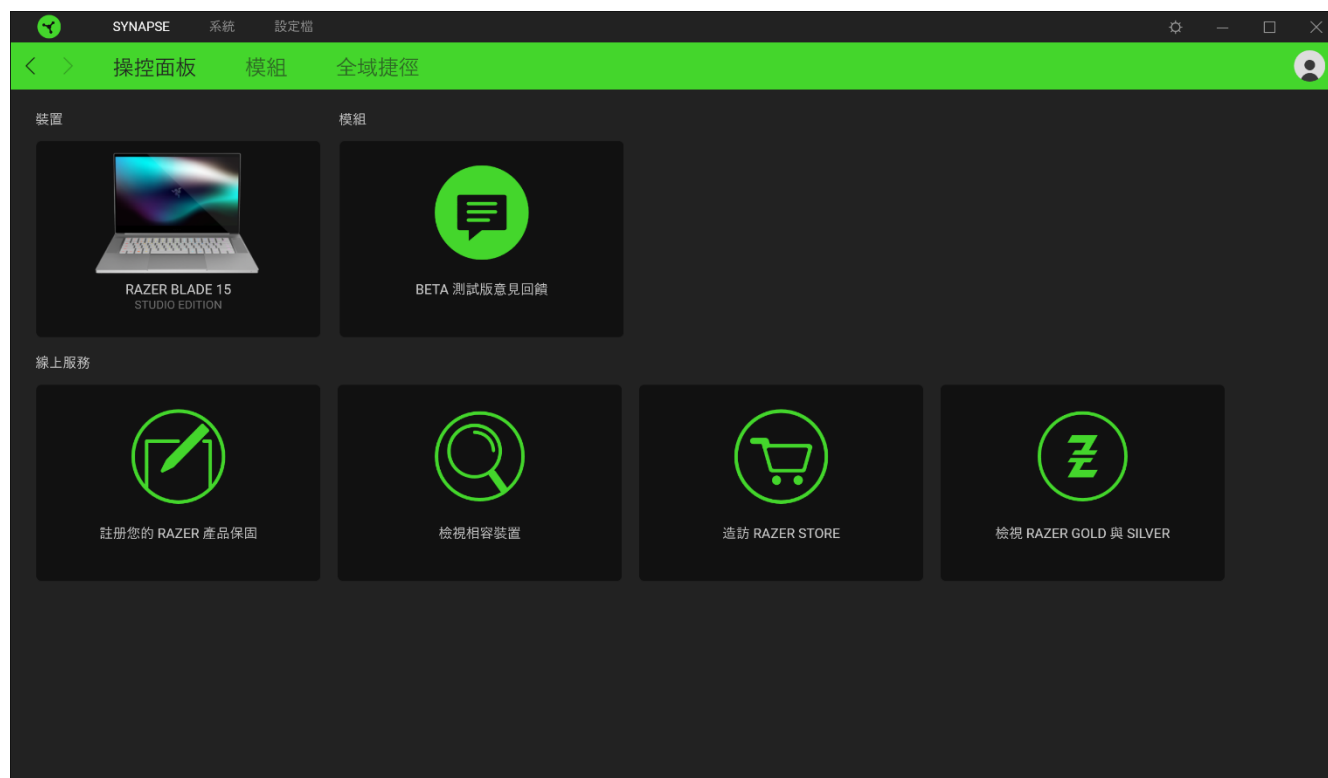 SYNAPSE 系統 設定檔
操控面板 模組 全域捷徑
裝置 模組
RAZER BLADE 15
STUDIO EDITION
BETA 測試版意見回饋
線上服務
註册您的 RAZER 產品保固
檢視相容裝置
造訪 RAZER STORE
檢視 RAZER GOLD 與 SILVER